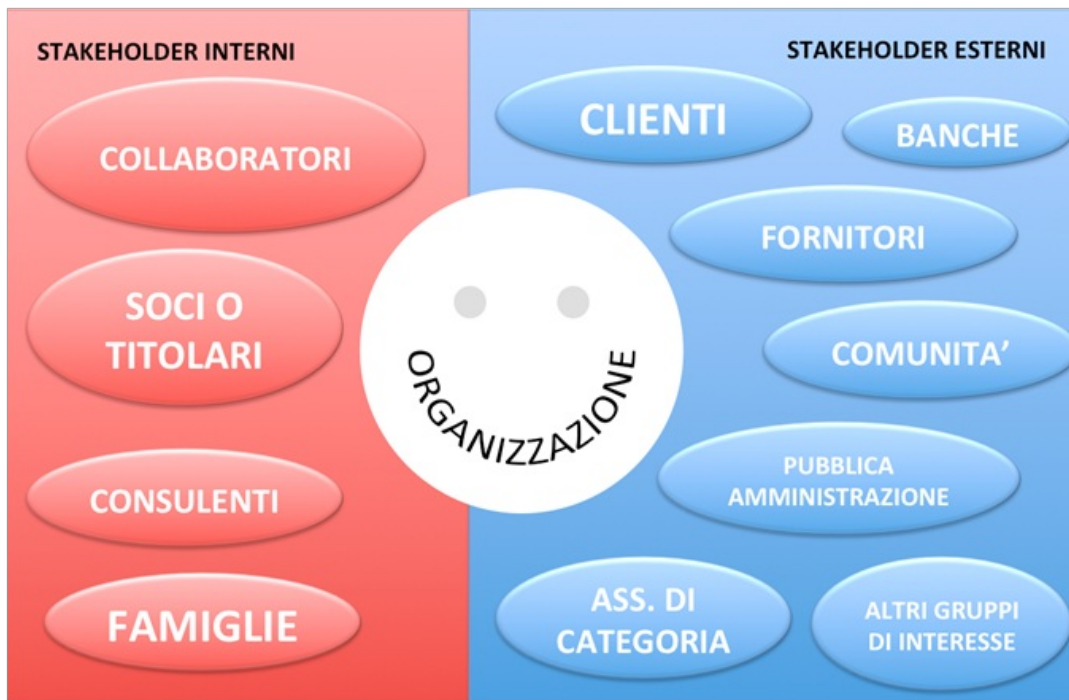 STAKEHOLDER INTERNI
COLLABORATORI
SOCI O
TITOLARI
CONSULENTI
FAMIGLIE
ORGANIZZAZIONE
STAKEHOLDER ESTERNI
CLIENTI
BANCHE
FORNITORI
COMUNITA’
PUBBLICA
AMMINISTRAZIONE
ASS. DI
CATEGORIA
ALTRI GRUPPI
DI INTERESSE